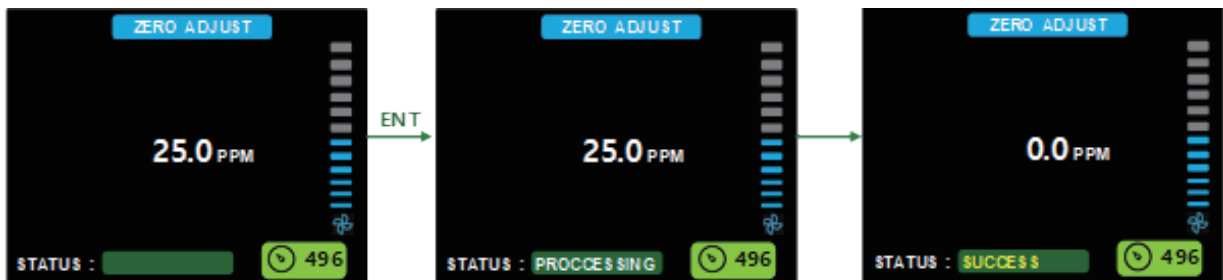 ZERO ADJUST
25.0 PPM
STATUS :
496
ENT
ZERO ADJUST
25.0 PPM
STATUS : PROCCESSING
496
ZERO ADJUST
0.0 PPM
STATUS : SUCCESS
496